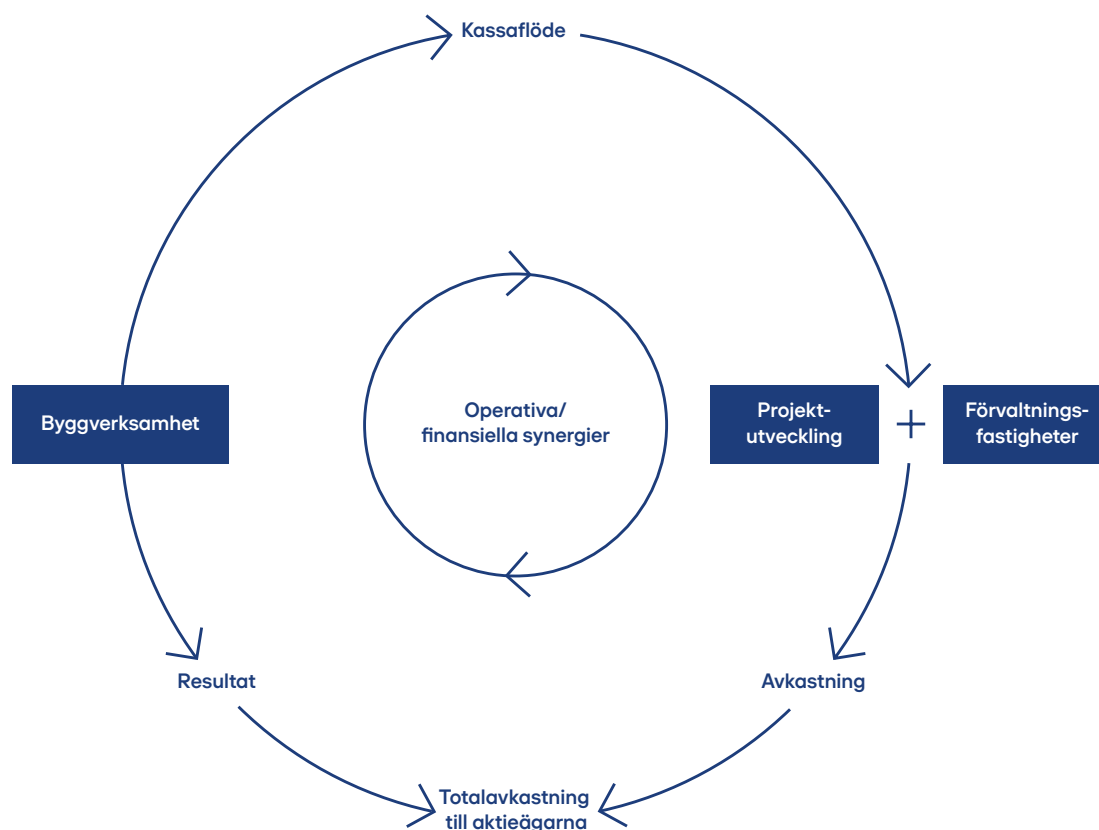 Kassaflöde
Byggverksamhet
Operativa/
finansiella synergier
Projekt-
utveckling
+
Förvaltnings-
fastigheter
Resultat
Avkastning
Totalavkastning
till aktieägarna